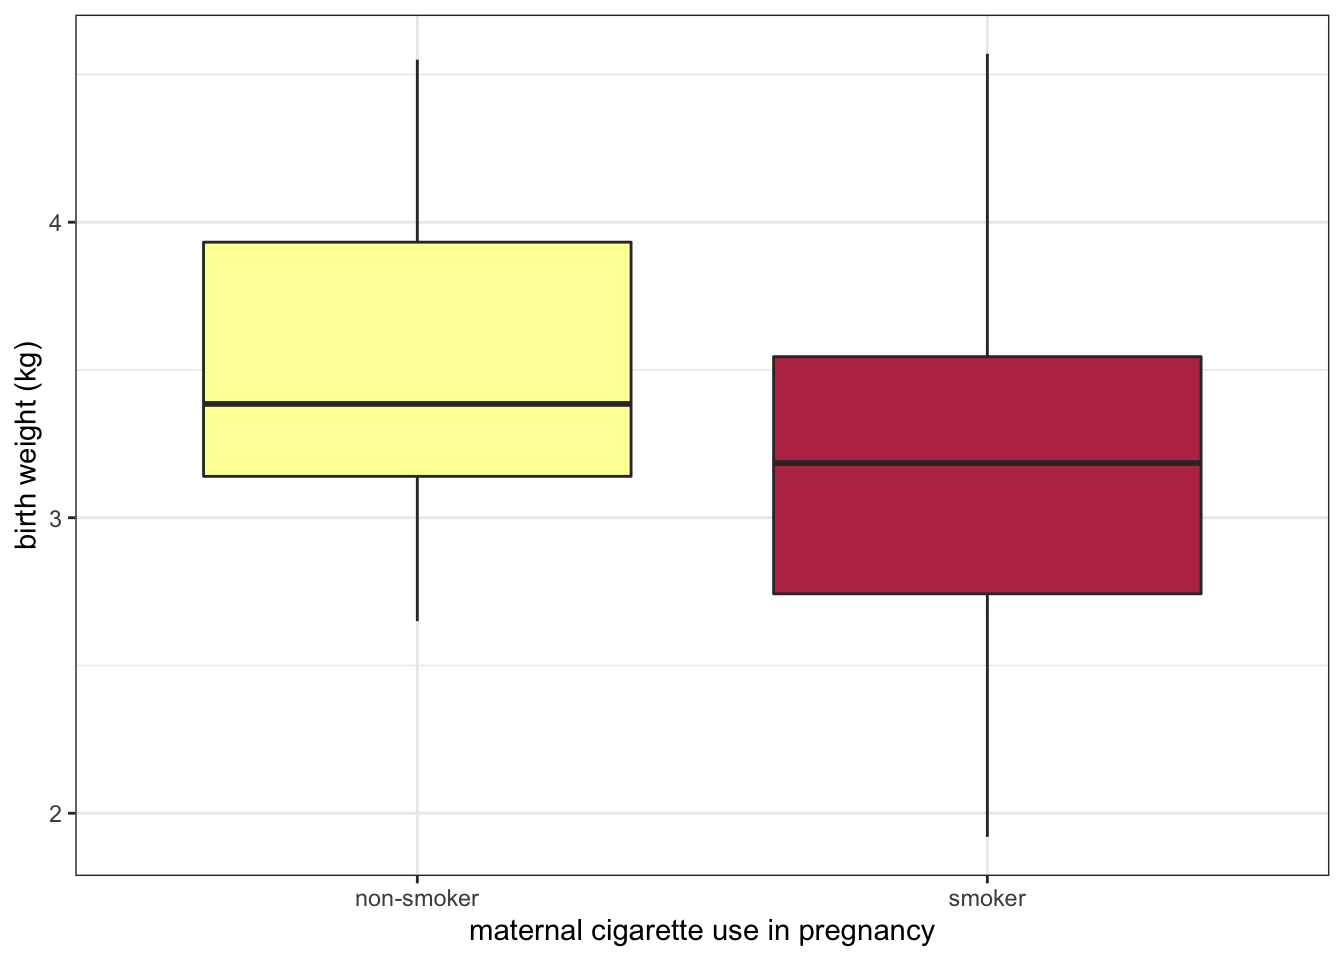 birth weight (kg)
4
3
2
non-smoker
smoker
maternal cigarette use in pregnancy